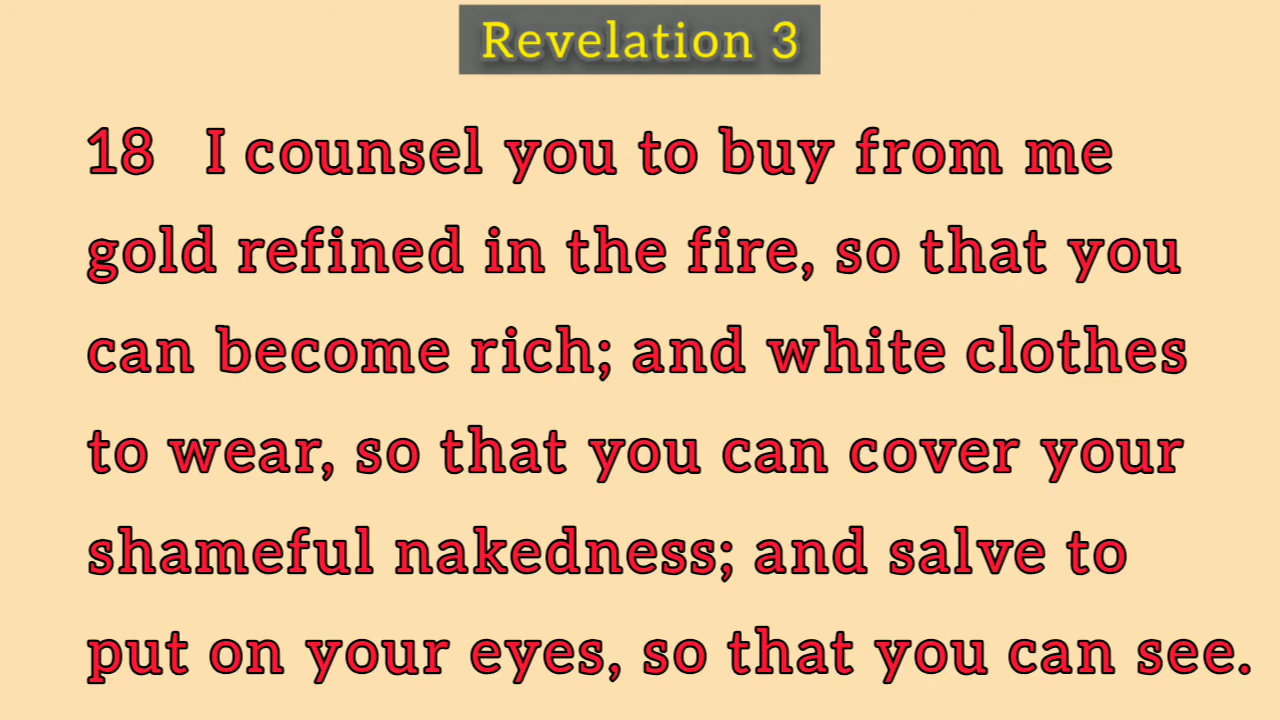 Revelation 3
18 I counsel you to buy from me
gold refined in the fire, so that you
can become rich; and white clothes
to wear, so that you can cover your
shameful nakedness; and salve to
put on your eyes, so that you can see.